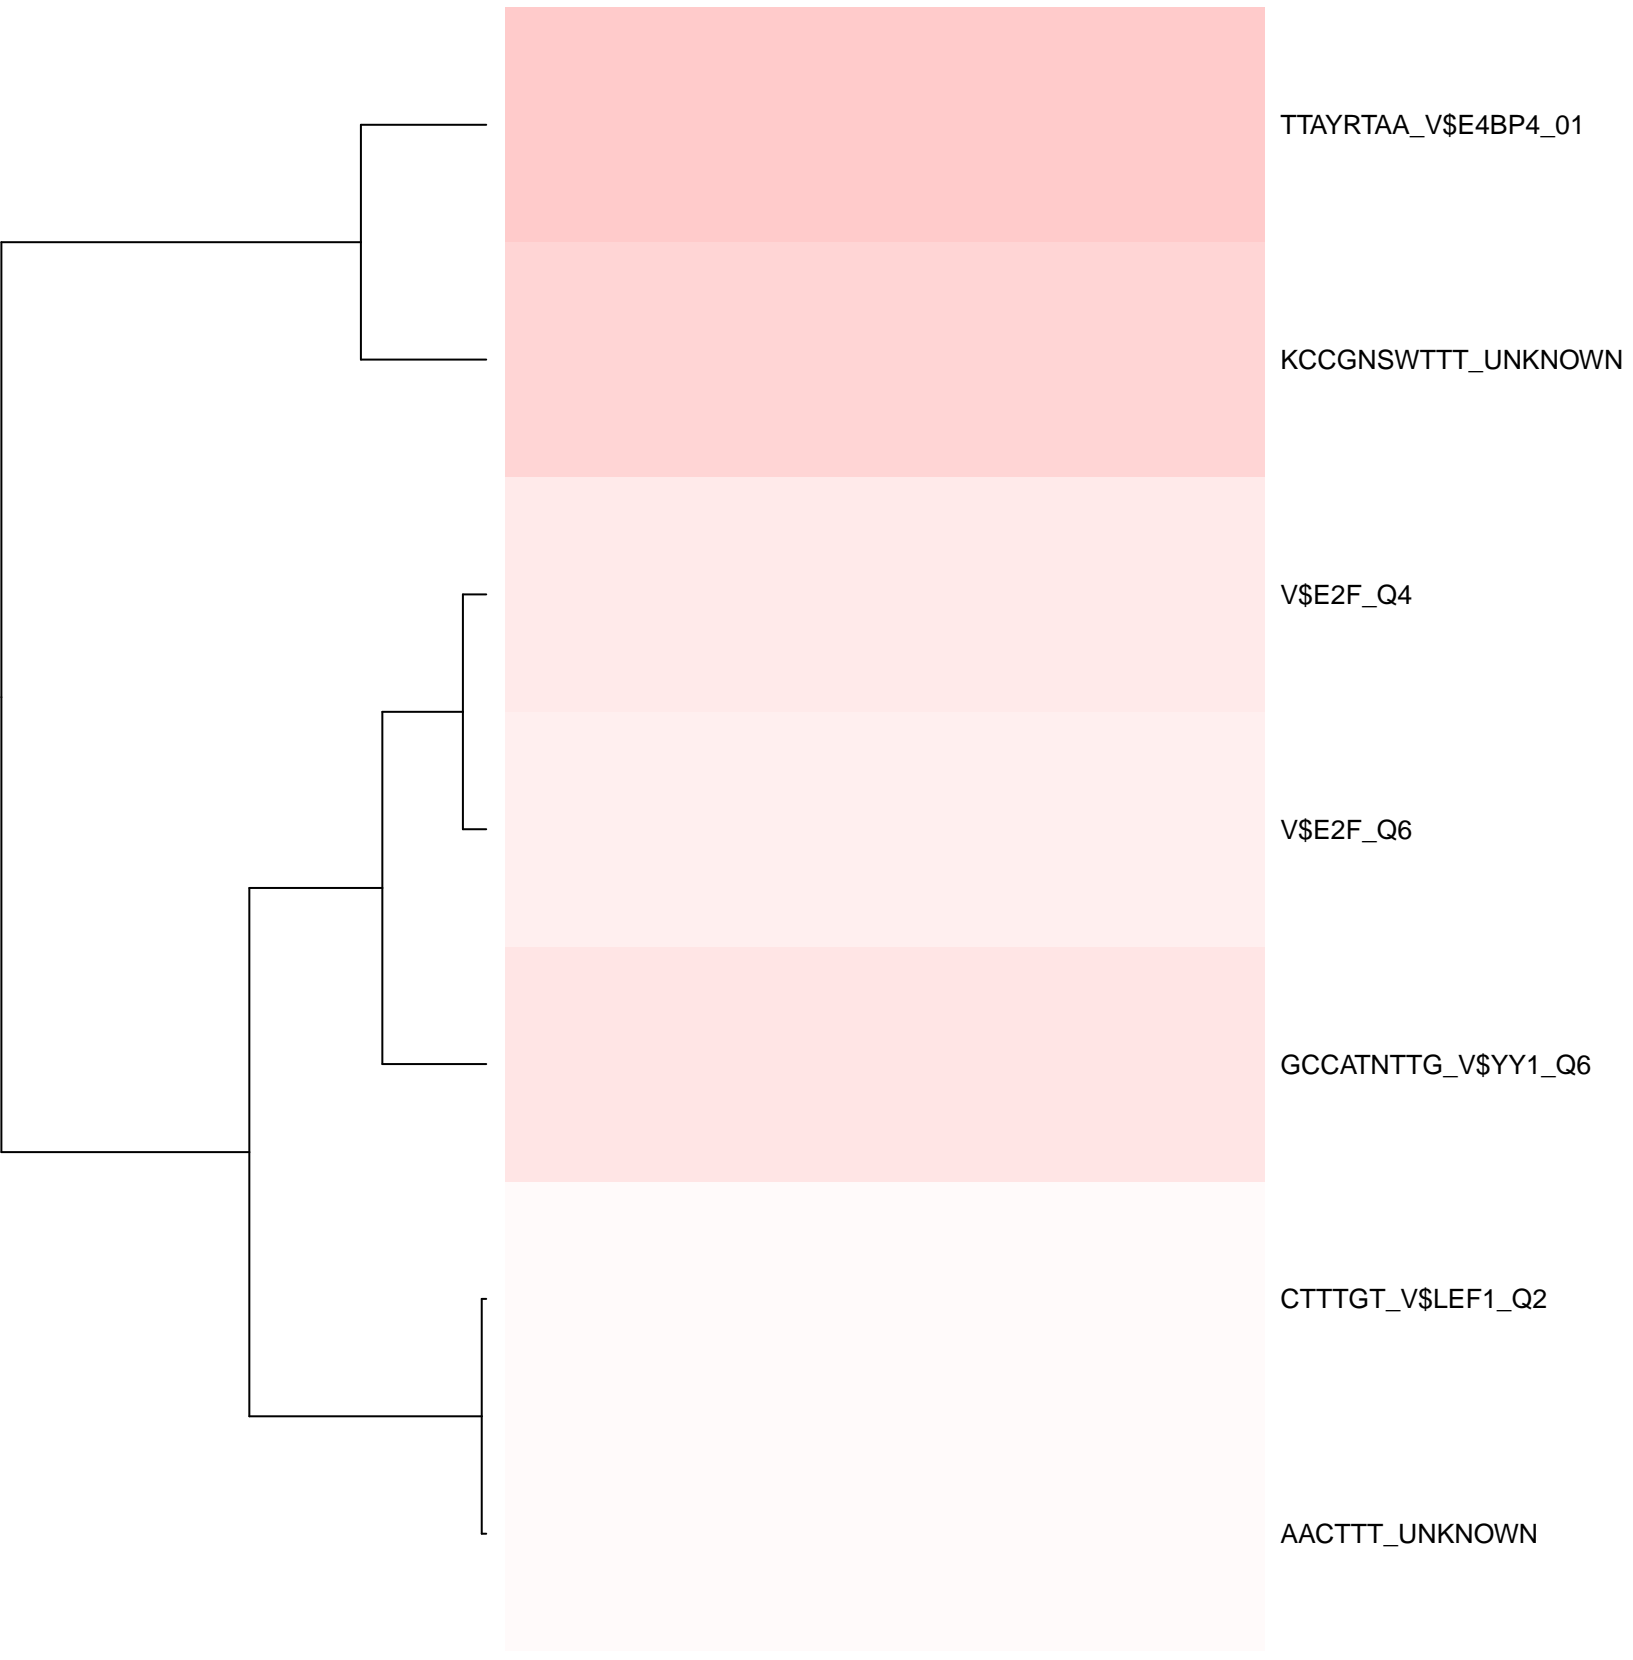 TTAYRTAA_V$E4BP4_01
KCCGNSWTTT_UNKNOWN
V$E2F_Q4
V$E2F_Q6
GCCATNTTG_V$YY1_Q6
CTTTGT_V$LEF1_Q2
AACTTT_UNKNOWN